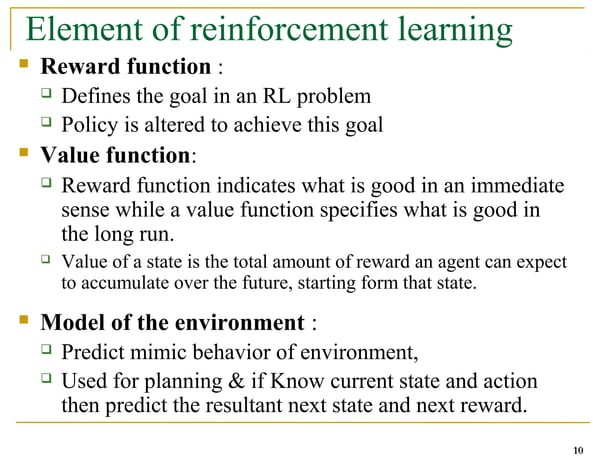 Element of reinforcement learning
Reward function :
Defines the goal in an RL problem
Policy is altered to achieve this goal
Value function:
Reward function indicates what is good in an immediate
sense while a value function specifies what is good in
the long run.
Value of a state is the total amount of reward an agent can expect
to accumulate over the future, starting form that state.
Model of the environment :
Predict mimic behavior of environment,
Used for planning & if Know current state and action
then predict the resultant next state and next reward.
10